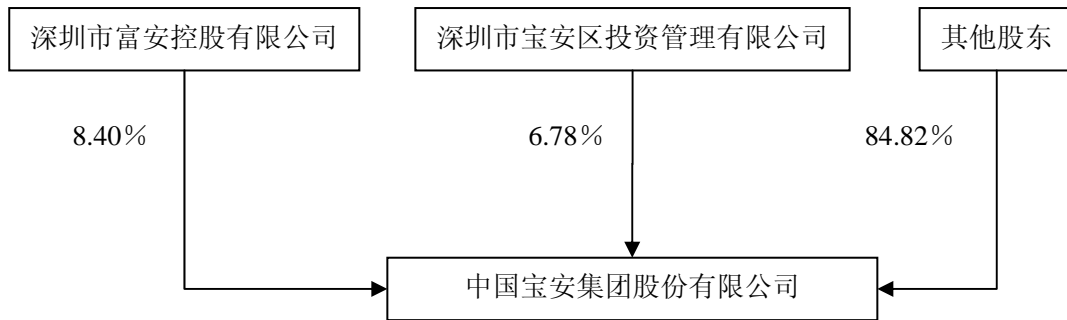 深圳市富安控股有限公司
深圳市宝安区投资管理有限公司
其他股东
8.40％
6.78％
84.82％
中国宝安集团股份有限公司